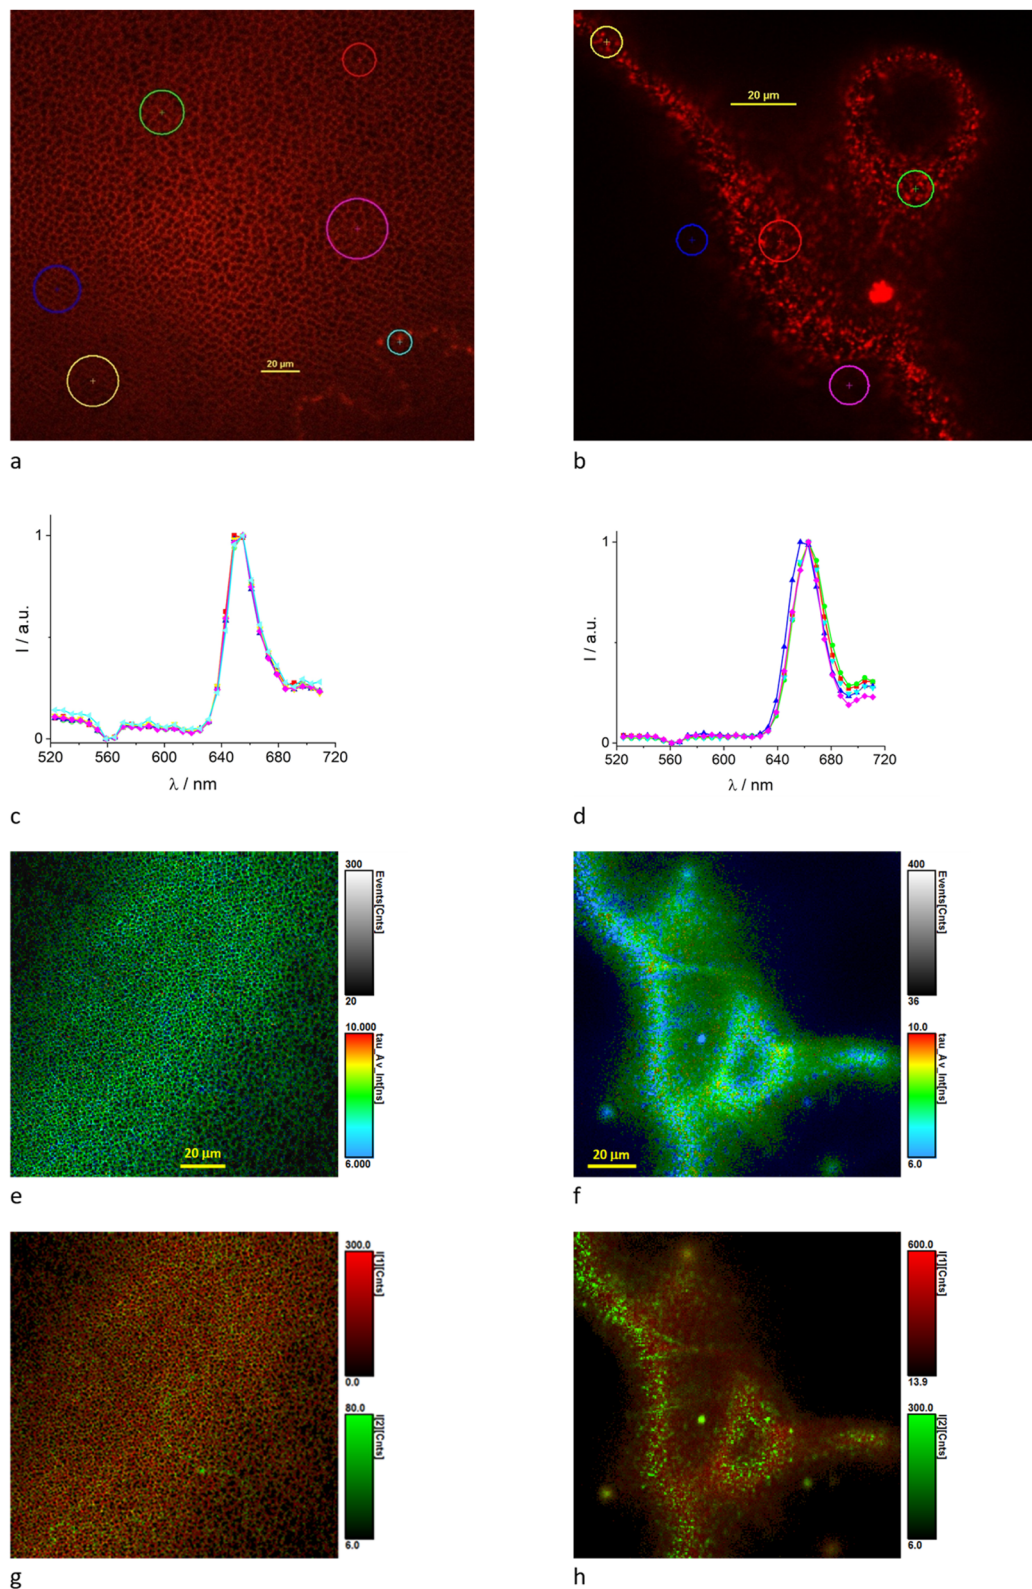 20 µm
20 µm
a
b
1
I / a.u.
0
520
560
600
640
680
720
λ / nm
1
I / a.u.
0
520
560
600
640
680
720
λ / nm
c
d
300
Events[Cnts]
20
10.000
tau_Av_Int[ns]
6.000
20 µm
400
Events[Cnts]
36
10.0
tau_Av_Int[ns]
6.0
20 µm
e
f
300.0
I[1][Cnts]
0.0
80.0
I[2][Cnts]
6.0
600.0
I[1][Cnts]
13.9
300.0
I[2][Cnts]
6.0
g
h